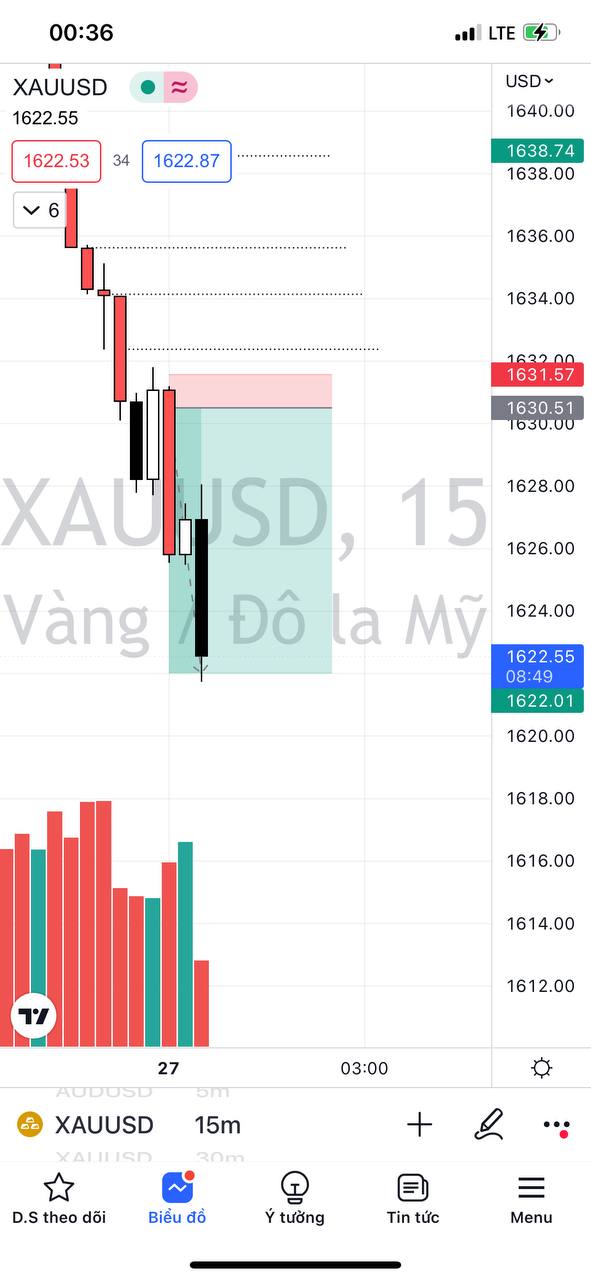 00:36
LTE
XAUUSD
USD
1622.55
1640.00
1622.53 34 1622.87
1638.74
1638.00
6
1636.00
1634.00
1632.00
1631.57
1630.51
1630.00
XAUUSD, 15
1628.00
1626.00
Vàng / Đô la Mỹ
1624.00
1622.55
08:49
1622.01
1620.00
1618.00
1616.00
1614.00
1612.00
27 03:00
AUDUSD 5m
XAUUSD 15m
XAUUSD 30m
D.S theo dõi
Biểu đồ
Ý tưởng
Tin tức
Menu